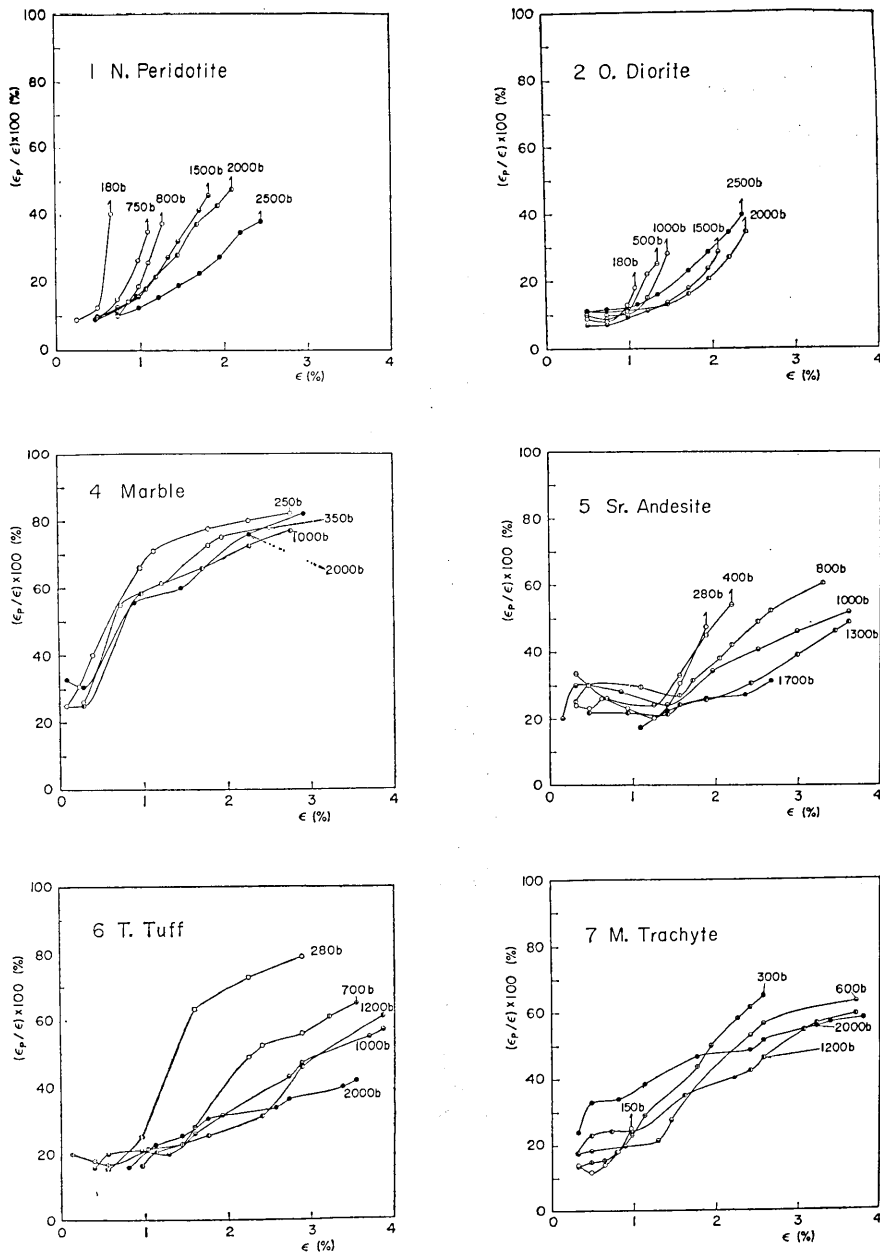 1 N. Peridotite
(εp/ε)×100 (%)
100
80
60
40
20
0
180b
750b
800b
1500b
2000b
2500b
0
1
2
3
4
ε (%)
2 O. Diorite
(εp/ε)×100 (%)
100
80
60
40
20
0
180b
500b
1000b
1500b
2500b
2000b
0
1
2
3
4
ε (%)
4 Marble
(εp/ε)×100 (%)
100
80
60
40
20
0
250b
350b
1000b
2000b
0
1
2
3
4
ε (%)
5 Sr. Andesite
(εp/ε)×100 (%)
100
80
60
40
20
0
280b
400b
800b
1000b
1300b
1700b
0
1
2
3
4
ε (%)
6 T. Tuff
(εp/ε)×100 (%)
100
80
60
40
20
0
280b
700b
1200b
1000b
2000b
0
1
2
3
4
ε (%)
7 M. Trachyte
(εp/ε)×100 (%)
100
80
60
40
20
0
150b
300b
600b
2000b
1200b
0
1
2
3
4
ε (%)